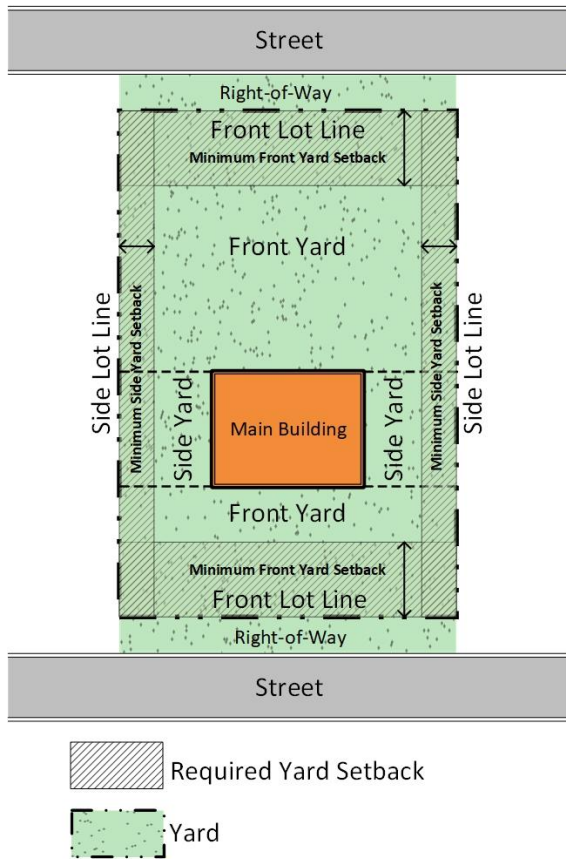 Street
Right-of-Way
Front Lot Line
Minimum Front Yard Setback
Front Yard
Side Lot Line
Minimum Side Yard Setback
Side Yard
Main Building
Side Yard
Minimum Side Yard Setback
Side Lot Line
Front Yard
Minimum Front Yard Setback
Front Lot Line
Right-of-Way
Street
Required Yard Setback
Yard